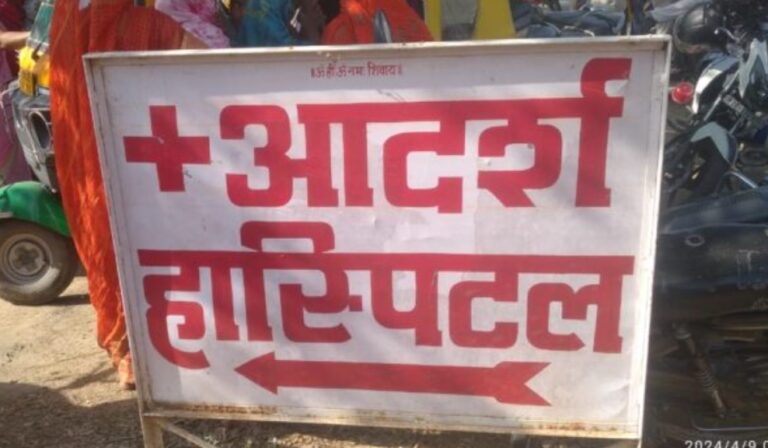 ॥ॐ ह्रीं ॐ नमः शिवाय॥
+ आदर्श
हास्पिटल
2024/4/9